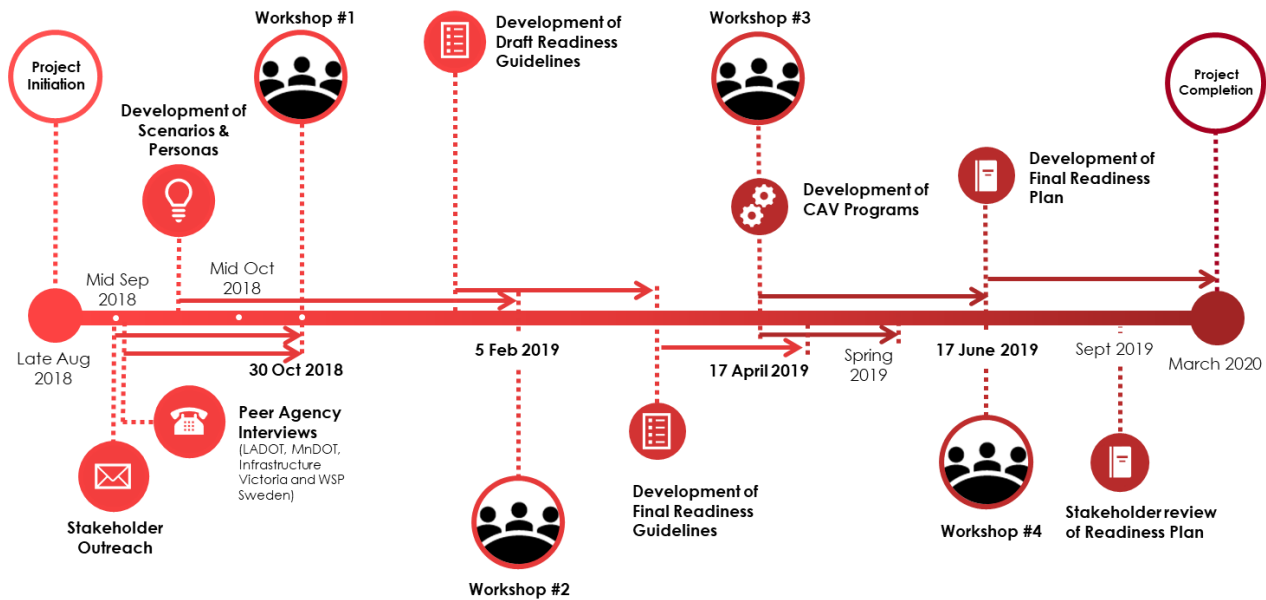 Project
Initiation
Development of
Scenarios &
Personas
Workshop #1
Development of
Draft Readiness
Guidelines
Workshop #3
Development of
CAV Programs
Development of
Final Readiness
Plan
Project
Completion
Mid Sep
2018
Mid Oct
2018
Late Aug
2018
30 Oct 2018
5 Feb 2019
17 April 2019
Spring
2019
17 June 2019
Sept 2019
March 2020
Stakeholder
Outreach
Peer Agency
Interviews
(LADOT, MnDOT,
Infrastructure
Victoria and WSP
Sweden)
Workshop #2
Development of
Final Readiness
Guidelines
Workshop #4
Stakeholder review
of Readiness Plan